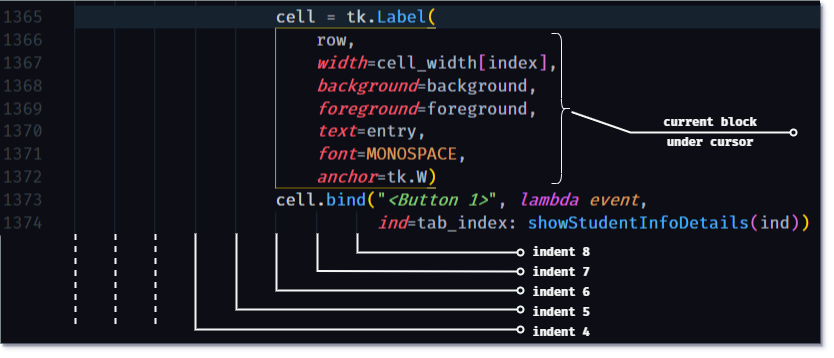 1365 cell = tk.Label(
1366 row,
1367 width=cell_width[index],
1368 background=background,
1369 foreground=foreground,
1370 text=entry,
1371 font=MONOSPACE,
1372 anchor=tk.W)
1373 cell.bind("<Button 1>", lambda event,
1374 ind=tab_index: showStudentInfoDetails(ind))
current block
under cursor
indent 8
indent 7
indent 6
indent 5
indent 4